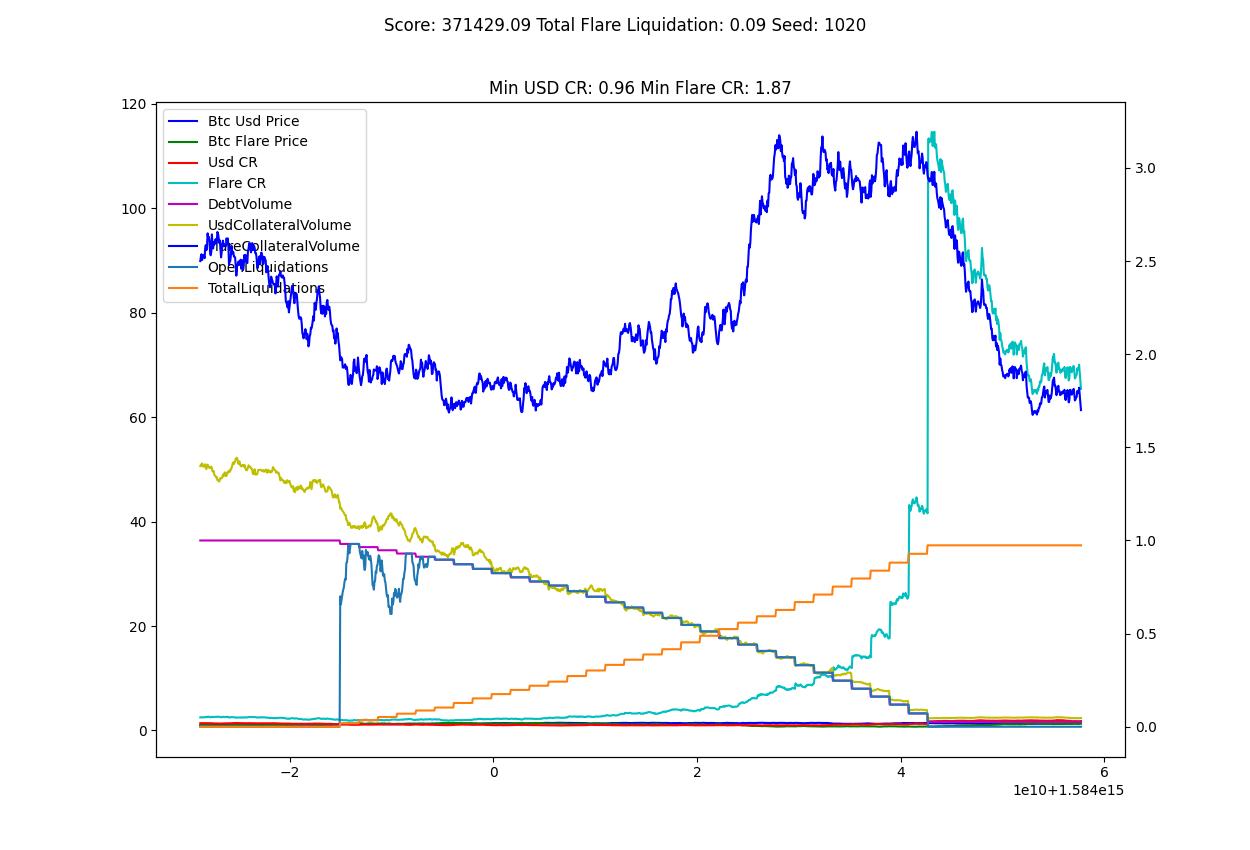 Score: 371429.09 Total Flare Liquidation: 0.09 Seed: 1020
Min USD CR: 0.96 Min Flare CR: 1.87
Btc Usd Price
Btc Flare Price
Usd CR
Flare CR
DebtVolume
UsdCollateralVolume
FlareCollateralVolume
OpenLiquidations
TotalLiquidations
120
100
80
60
40
20
0
3.0
2.5
2.0
1.5
1.0
0.5
0.0
−2
0
2
4
6
1e10+1.584e15